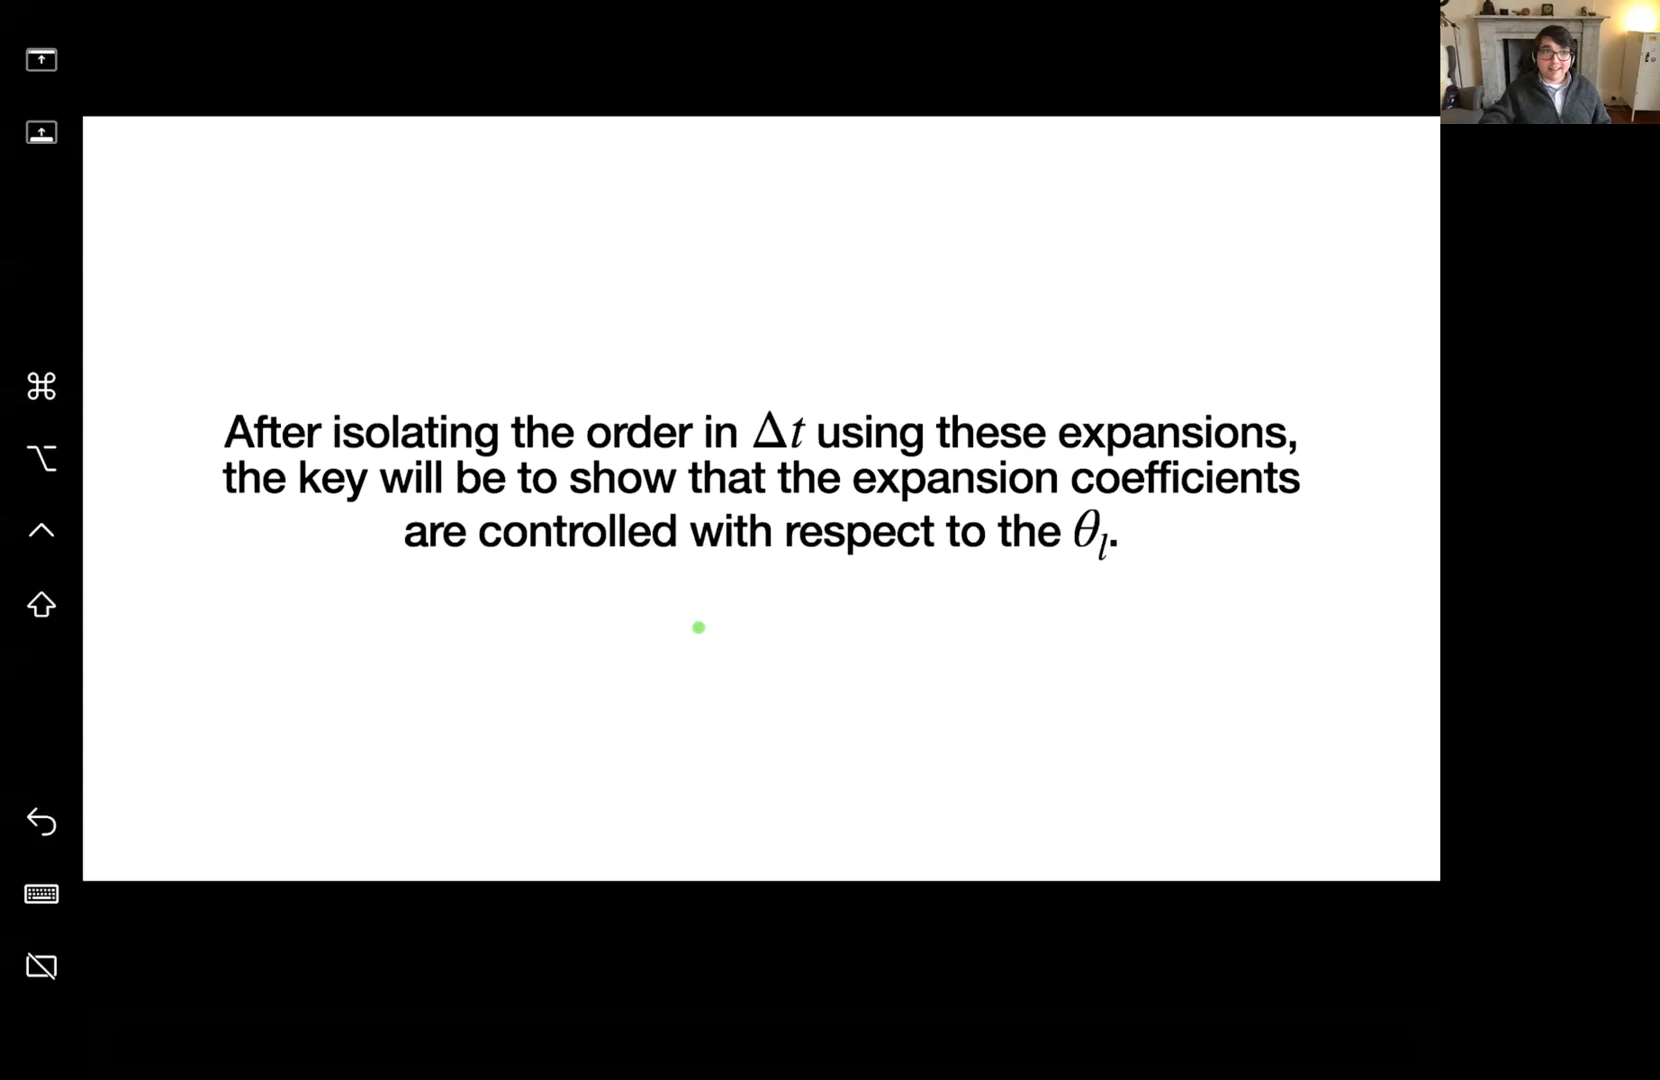 After isolating the order in Δt using these expansions,
the key will be to show that the expansion coefficients
are controlled with respect to the θₗ.